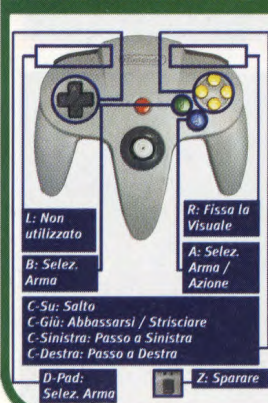 L: Non
utilizzato
R: Fissa la
Visuale
B: Selez.
Arma
A: Selez.
Arma /
Azione
C-Su: Salto
C-Giù: Abbassarsi / Strisciare
C-Sinistra: Passo a Sinistra
C-Destra: Passo a Destra
D-Pad:
Selez. Arma
Z: Sparare